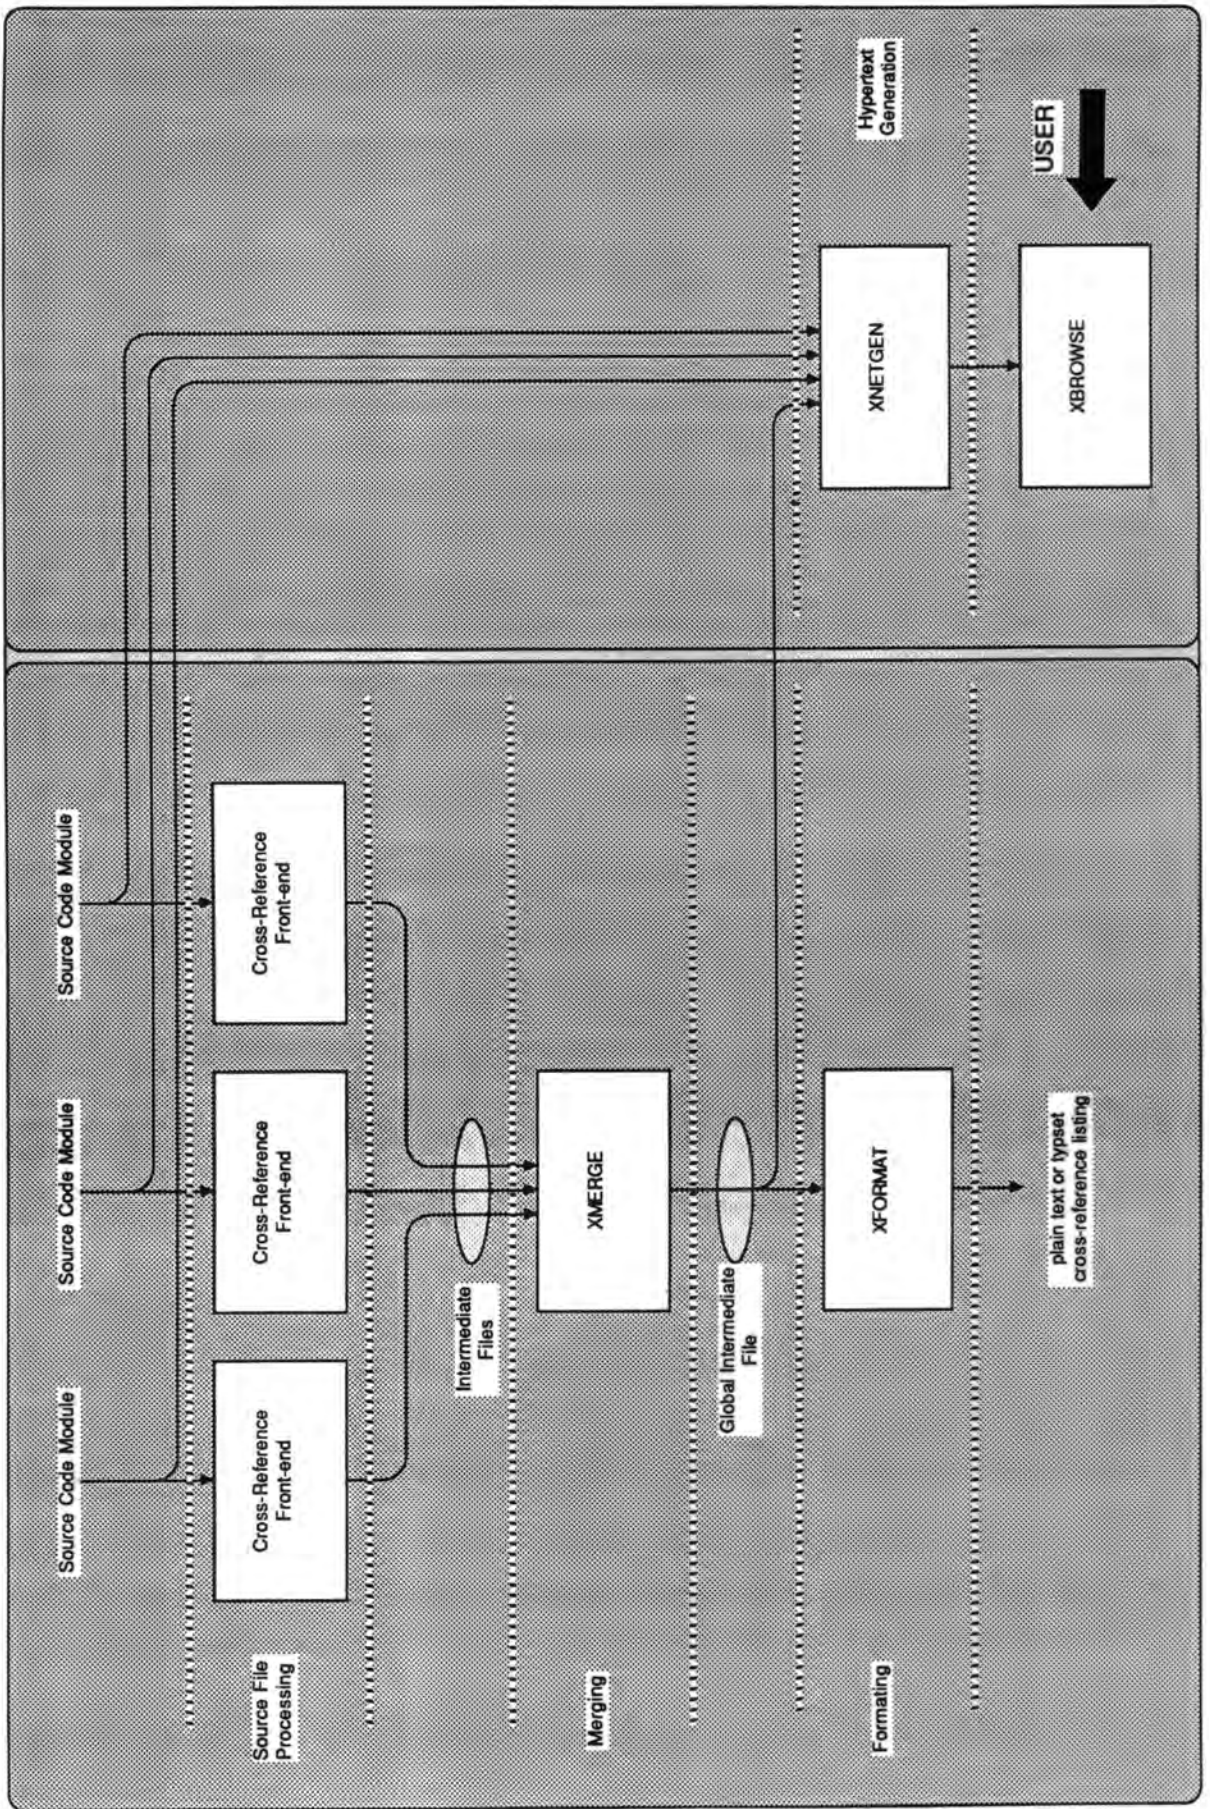 Source Code Module
Source Code Module
Source Code Module
Source File
Processing
Cross-Reference
Front-end
Cross-Reference
Front-end
Cross-Reference
Front-end
Intermediate
Files
Merging
XMERGE
Global Intermediate
File
Formating
XFORMAT
plain text or typset
cross-reference listing
Hypertext
Generation
XNETGEN
USER
XBROWSE